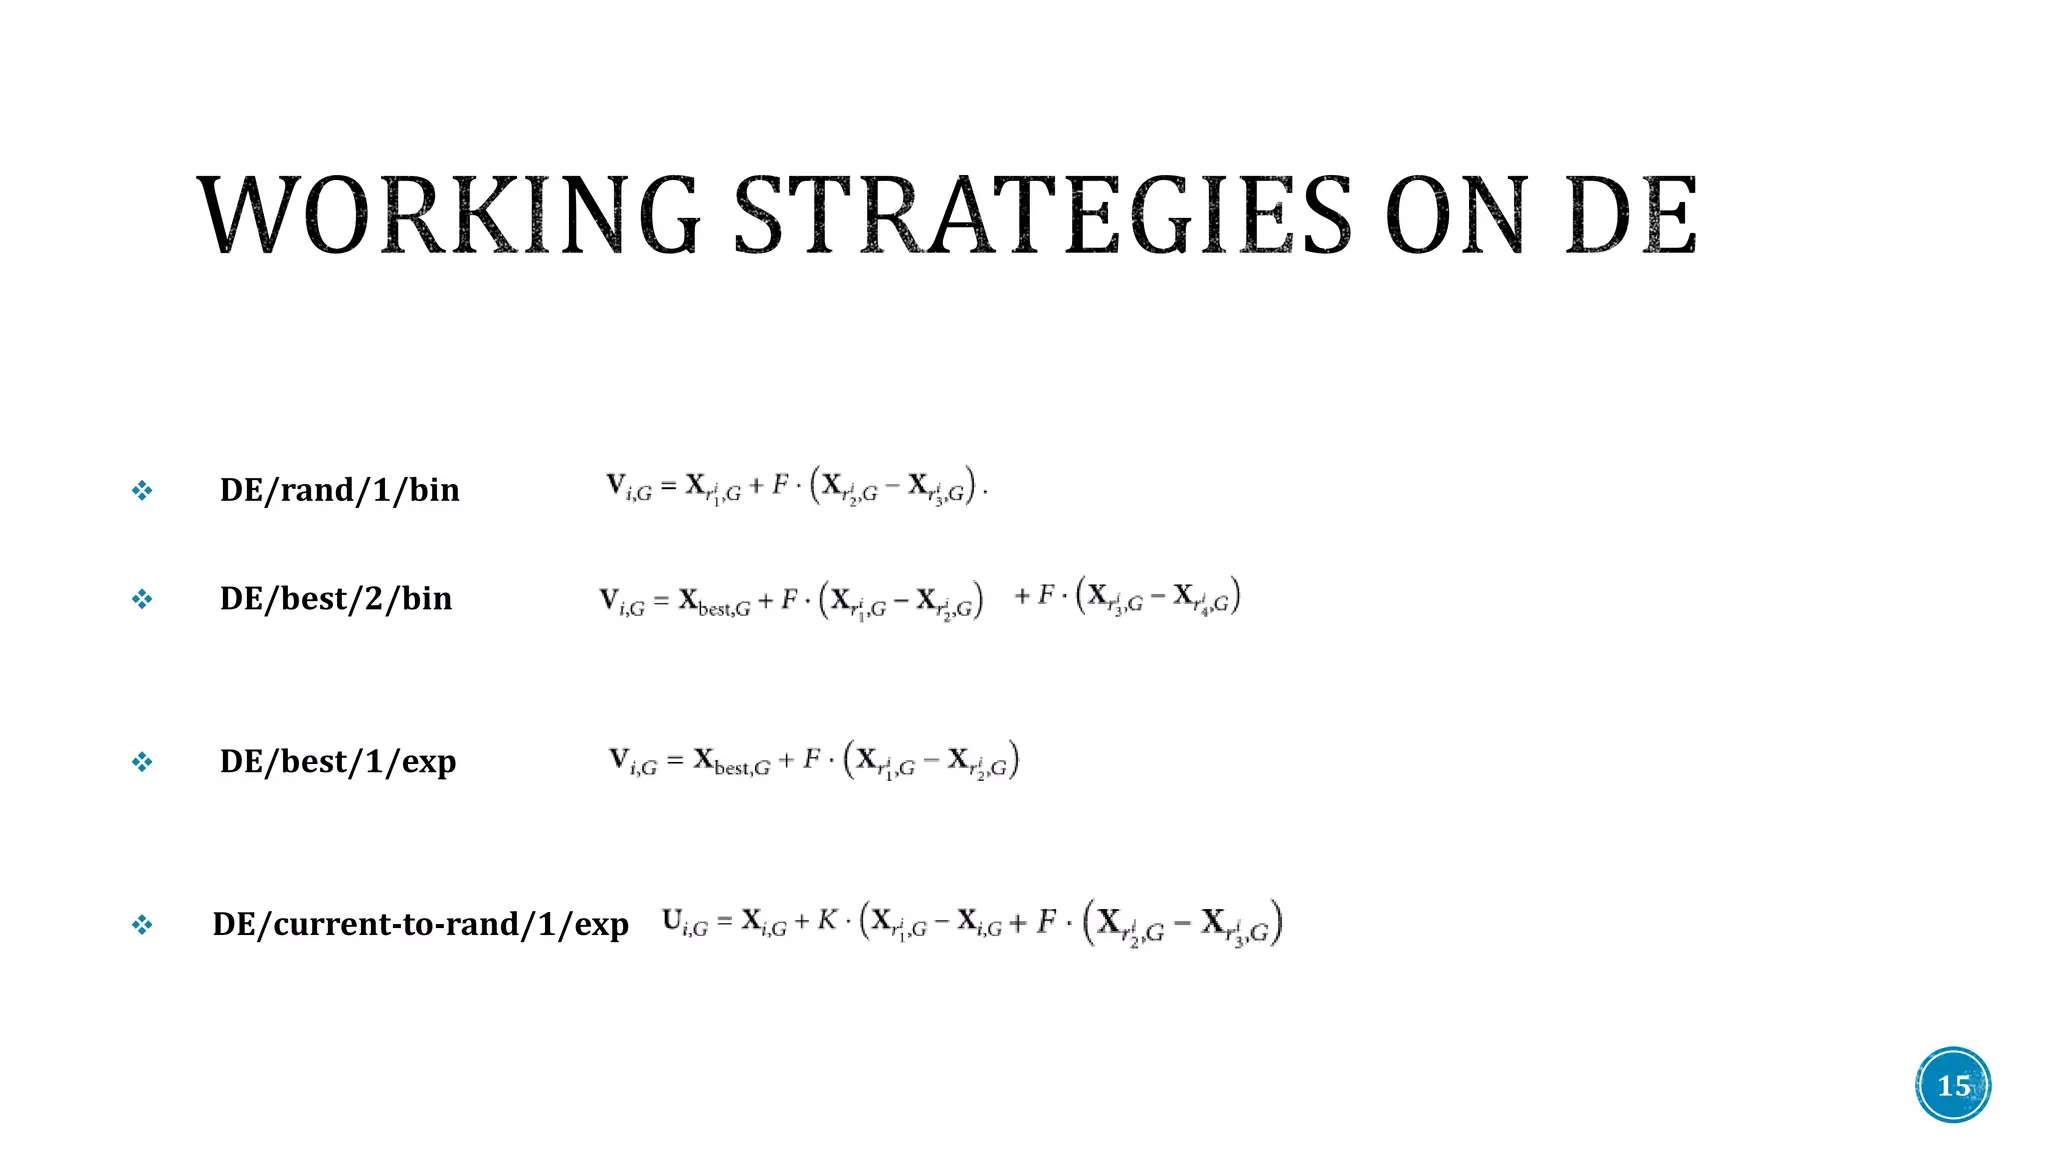 WORKING STRATEGIES ON DE
❖ DE/rand/1/bin V_{i,G} = X_{r_1^i,G} + F · (X_{r_2^i,G} − X_{r_3^i,G}) .
❖ DE/best/2/bin V_{i,G} = X_{best,G} + F · (X_{r_1^i,G} − X_{r_2^i,G}) + F · (X_{r_3^i,G} − X_{r_4^i,G})
❖ DE/best/1/exp V_{i,G} = X_{best,G} + F · (X_{r_1^i,G} − X_{r_2^i,G})
❖ DE/current-to-rand/1/exp U_{i,G} = X_{i,G} + K · (X_{r_1^i,G} − X_{i,G} + F · (X_{r_2^i,G} − X_{r_3^i,G})
15